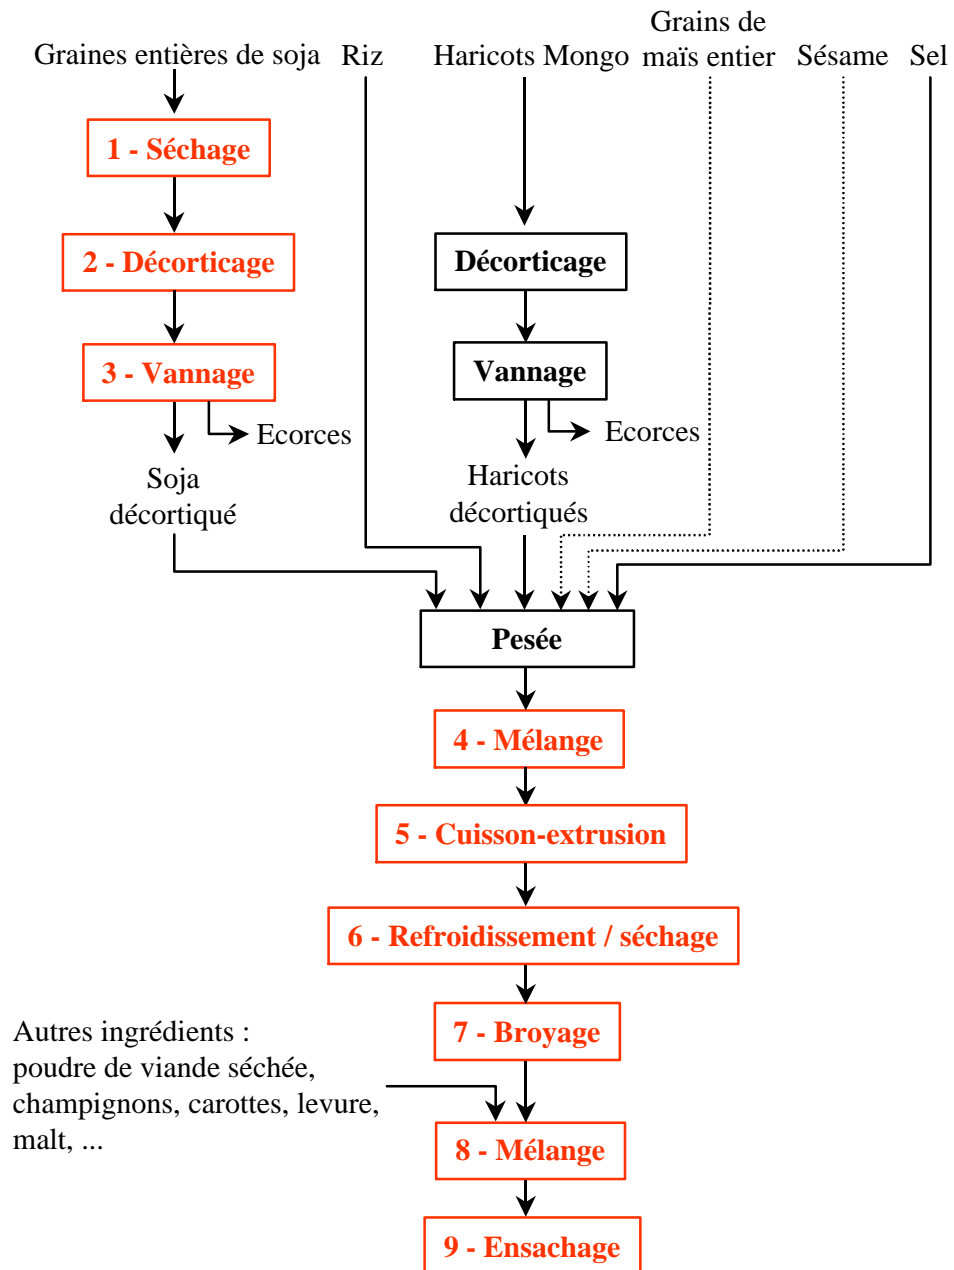 Grains de
Graines entières de soja Riz Haricots Mongo maïs entier Sésame Sel
1 - Séchage
2 - Décorticage
Décorticage
3 - Vannage
Vannage
Ecorces
Ecorces
Soja
décortiqué
Haricots
décortiqués
Pesée
4 - Mélange
5 - Cuisson-extrusion
6 - Refroidissement / séchage
7 - Broyage
Autres ingrédients :
poudre de viande séchée,
champignons, carottes, levure,
malt, ...
8 - Mélange
9 - Ensachage